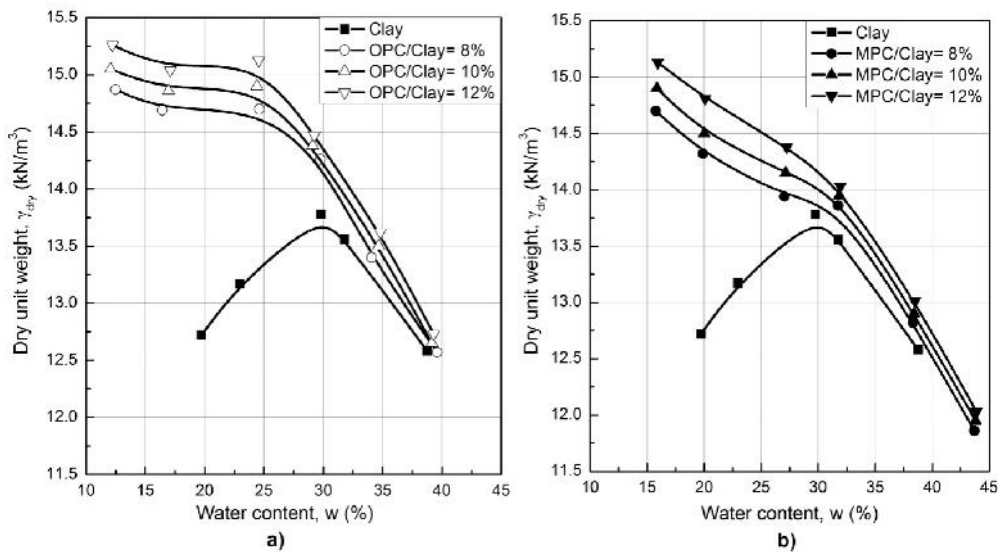 15.5
15.0
14.5
14.0
13.5
13.0
12.5
12.0
11.5
Dry unit weight, γdry (kN/m³)
Clay
OPC/Clay= 8%
OPC/Clay= 10%
OPC/Clay= 12%
10 15 20 25 30 35 40 45
Water content, w (%)
a)
15.5
15.0
14.5
14.0
13.5
13.0
12.5
12.0
11.5
Dry unit weight, γdry (kN/m³)
Clay
MPC/Clay= 8%
MPC/Clay= 10%
MPC/Clay= 12%
10 15 20 25 30 35 40 45
Water content, w (%)
b)